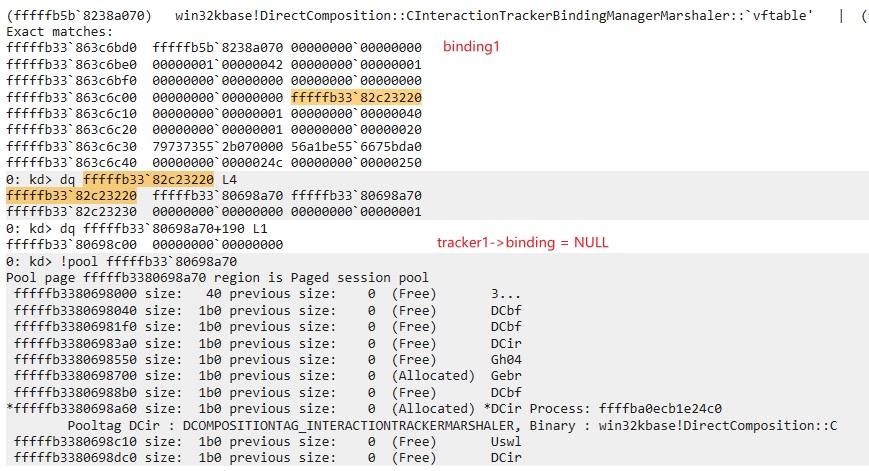 (fffffb5b`8238a070)   win32kbase!DirectComposition::CInteractionTrackerBindingManagerMarshaler::`vftable'   |  (
Exact matches:
fffffb33`863c6bd0  fffffb5b`8238a070 00000000`00000000
binding1
fffffb33`863c6be0  00000001`00000042 00000000`00000001
fffffb33`863c6bf0  00000000`00000000 00000000`00000000
fffffb33`863c6c00  00000000`00000000 fffffb33`82c23220
fffffb33`863c6c10  00000000`00000001 00000000`00000040
fffffb33`863c6c20  00000000`00000001 00000000`00000020
fffffb33`863c6c30  79737355`2b070000 56a1be55`6675bda0
fffffb33`863c6c40  00000000`0000024c 00000000`00000250
0: kd> dq fffffb33`82c23220 L4
fffffb33`82c23220  fffffb33`80698a70 fffffb33`80698a70
fffffb33`82c23230  00000000`00000000 00000000`00000001
0: kd> dq fffffb33`80698a70+190 L1
fffffb33`80698c00  00000000`00000000
tracker1->binding = NULL
0: kd> !pool fffffb33`80698a70
Pool page fffffb3380698a70 region is Paged session pool
 fffffb3380698000 size:   40 previous size:    0  (Free)       3...
 fffffb3380698040 size:  1b0 previous size:    0  (Free)       DCbf
 fffffb33806981f0 size:  1b0 previous size:    0  (Free)       DCbf
 fffffb33806983a0 size:  1b0 previous size:    0  (Free)       DCir
 fffffb3380698550 size:  1b0 previous size:    0  (Free)       Gh04
 fffffb3380698700 size:  1b0 previous size:    0  (Allocated)  Gebr
 fffffb33806988b0 size:  1b0 previous size:    0  (Free)       DCbf
*fffffb3380698a60 size:  1b0 previous size:    0  (Allocated) *DCir Process: ffffba0ecb1e24c0
        Pooltag DCir : DCOMPOSITIONTAG_INTERACTIONTRACKERMARSHALER, Binary : win32kbase!DirectComposition::C
 fffffb3380698c10 size:  1b0 previous size:    0  (Free)       Uswl
 fffffb3380698dc0 size:  1b0 previous size:    0  (Free)       DCir